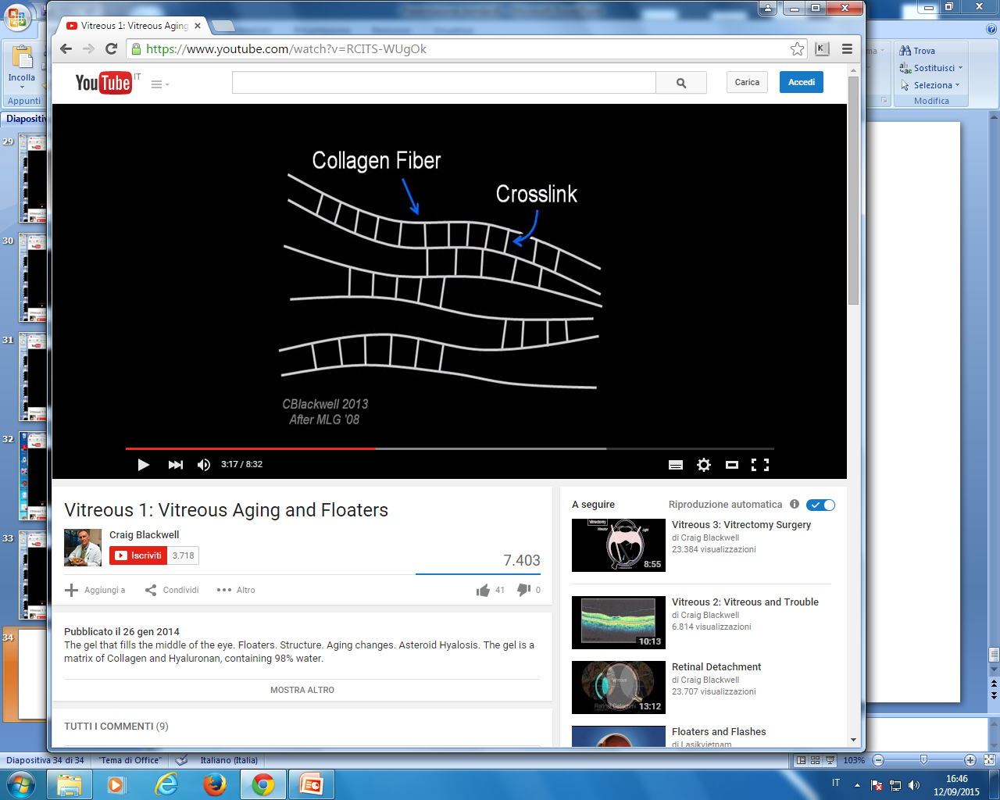 Vitreous 1: Vitreous Aging
https://www.youtube.com/watch?v=RCITS-WUgOk
YouTube IT
Carica
Accedi
Incolla
Appunti
Trova
Sostituisci
Seleziona
Modifica
Diapositiv
29
30
31
32
33
34
Collagen Fiber
Crosslink
CBlackwell 2013
After MLG '08
3:17 / 8:32
Vitreous 1: Vitreous Aging and Floaters
Craig Blackwell
Iscriviti 3.718
7.403
Aggiungi a Condividi Altro 41 0
Pubblicato il 26 gen 2014
The gel that fills the middle of the eye. Floaters. Structure. Aging changes. Asteroid Hyalosis. The gel is a
matrix of Collagen and Hyaluronan, containing 98% water.
MOSTRA ALTRO
TUTTI I COMMENTI (9)
A seguire Riproduzione automatica
Vitreous 3: Vitrectomy Surgery
di Craig Blackwell
23.384 visualizzazioni
8:55
Vitreous 2: Vitreous and Trouble
di Craig Blackwell
6.814 visualizzazioni
10:13
Retinal Detachment
di Craig Blackwell
23.707 visualizzazioni
13:12
Floaters and Flashes
di Lasikvietnam
Diapositiva 34 di 34 "Tema di Office" Italiano (Italia) 103%
IT 16:46
12/09/2015